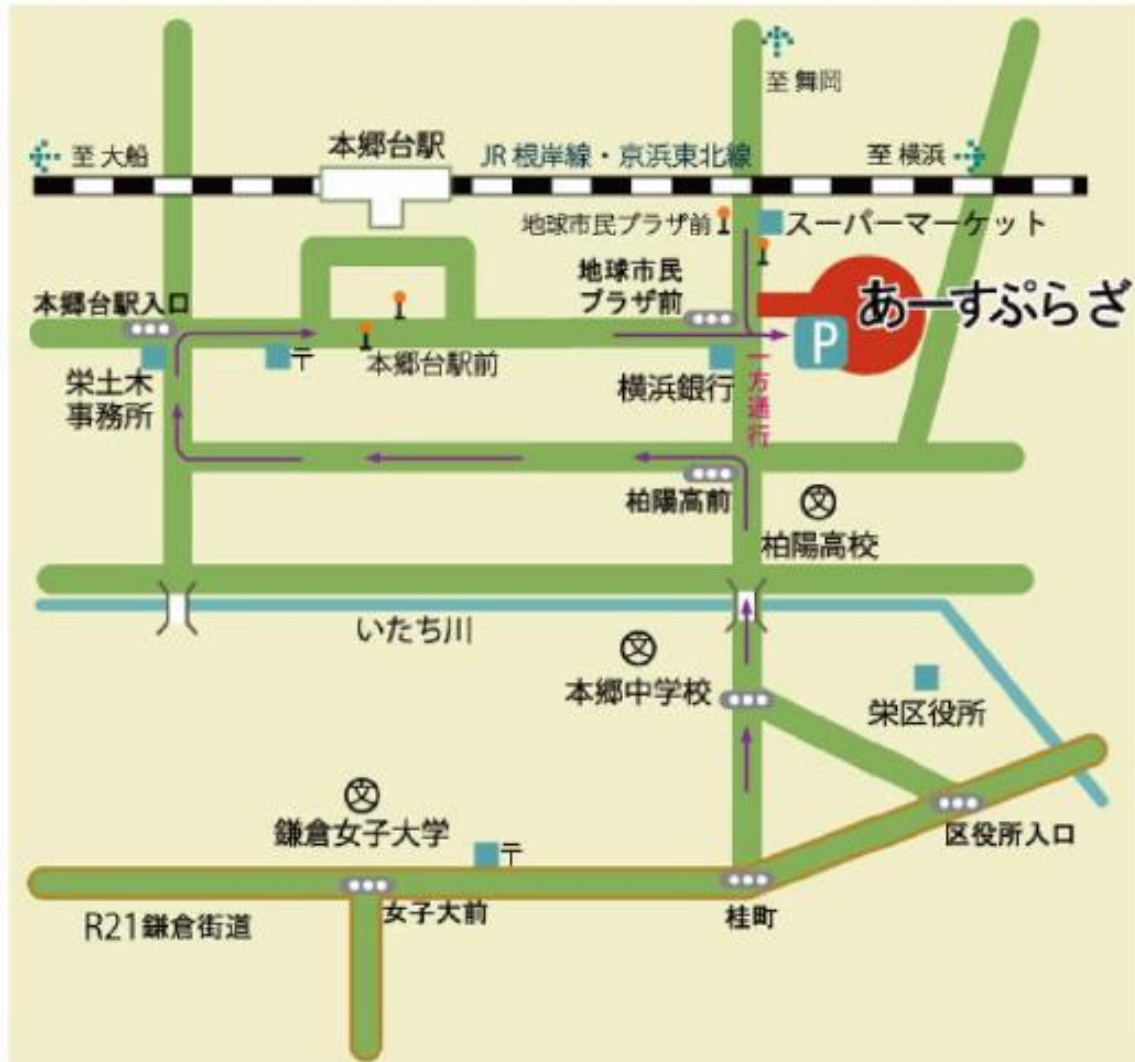 至 舞岡
至 大船
本郷台駅
JR 根岸線・京浜東北線
至 横浜
地球市民プラザ前
スーパーマーケット
地球市民
プラザ前
あーすぷらざ
本郷台駅入口
P
〒
本郷台駅前
栄土木
事務所
横浜銀行
一方通行
柏陽高前
文
柏陽高校
いたち川
文
本郷中学校
栄区役所
文
鎌倉女子大学
〒
区役所入口
R21鎌倉街道
女子大前
桂町